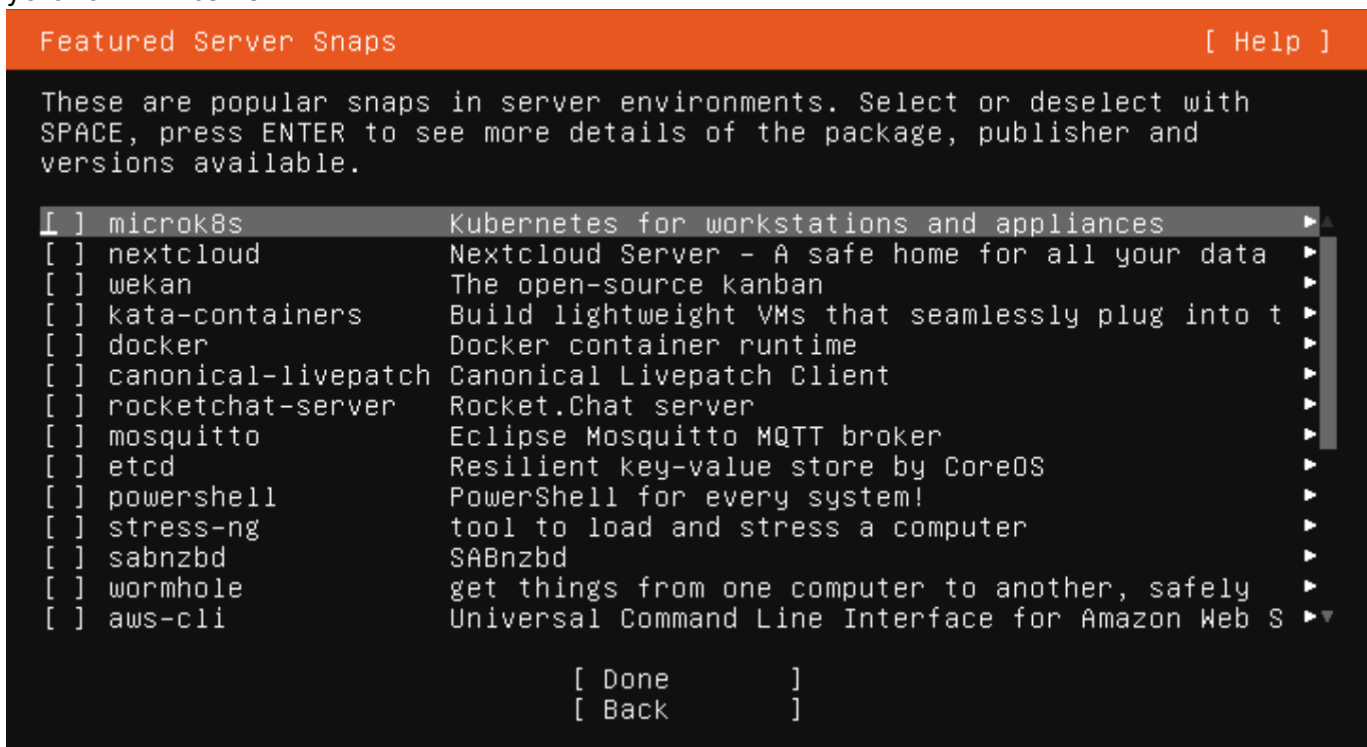 Featured Server Snaps [ Help ]
These are popular snaps in server environments. Select or deselect with
SPACE, press ENTER to see more details of the package, publisher and
versions available.
[ ] microk8s Kubernetes for workstations and appliances ►
[ ] nextcloud Nextcloud Server – A safe home for all your data ►
[ ] wekan The open–source kanban ►
[ ] kata–containers Build lightweight VMs that seamlessly plug into t ►
[ ] docker Docker container runtime ►
[ ] canonical–livepatch Canonical Livepatch Client ►
[ ] rocketchat–server Rocket.Chat server ►
[ ] mosquitto Eclipse Mosquitto MQTT broker ►
[ ] etcd Resilient key–value store by CoreOS ►
[ ] powershell PowerShell for every system! ►
[ ] stress–ng tool to load and stress a computer ►
[ ] sabnzbd SABnzbd ►
[ ] wormhole get things from one computer to another, safely ►
[ ] aws–cli Universal Command Line Interface for Amazon Web S ►
[ Done ]
[ Back ]